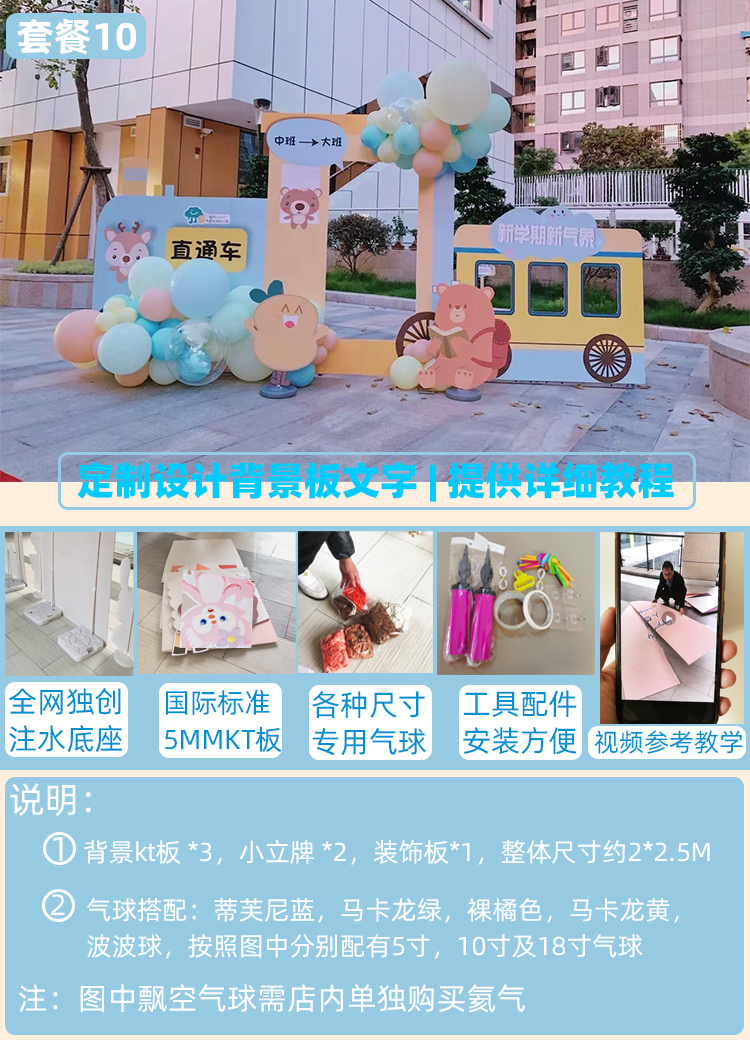 套餐10
中班→大班
直通车
新学期新气象
定制设计背景板文字 | 提供详细教程
全网独创
注水底座
国际标准
5MMKT板
各种尺寸
专用气球
工具配件
安装方便
视频参考教学
说明：
① 背景kt板 *3，小立牌 *2，装饰板*1，整体尺寸约2*2.5M
② 气球搭配：蒂芙尼蓝，马卡龙绿，裸橘色，马卡龙黄，
波波球，按照图中分别配有5寸，10寸及18寸气球
注：图中飘空气球需店内单独购买氦气